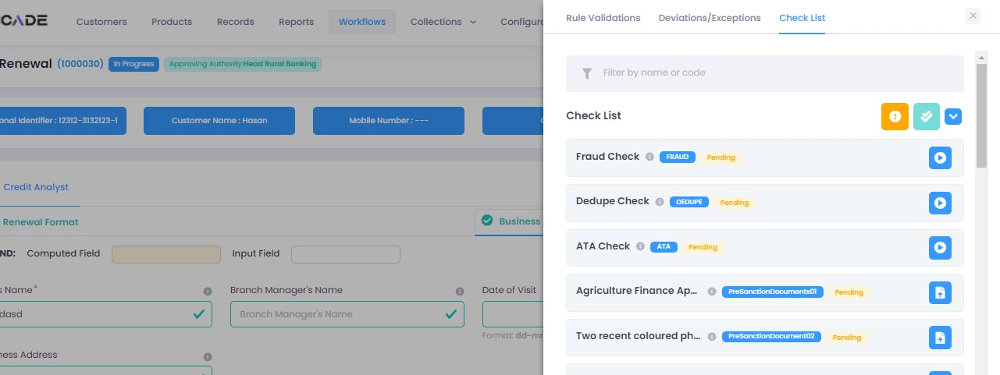 CADE Customers Products Records Reports Workflows Collections Configura
Renewal (1000030) In Progress Approving Authority:Head Rural Banking
onal Identifier : 12312-3132123-1 Customer Name : Hasan Mobile Number : ---
Credit Analyst
Renewal Format Business
ND: Computed Field Input Field
s Name* Branch Manager's Name Date of Visit
dasd Branch Manager's Name
Format: dd-mm
ness Address
Rule Validations Deviations/Exceptions Check List
Filter by name or code
Check List
Fraud Check FRAUD Pending
Dedupe Check DEDUPE Pending
ATA Check ATA Pending
Agriculture Finance Ap... PreSanctionDocuments01 Pending
Two recent coloured ph... PreSanctionDocument02 Pending